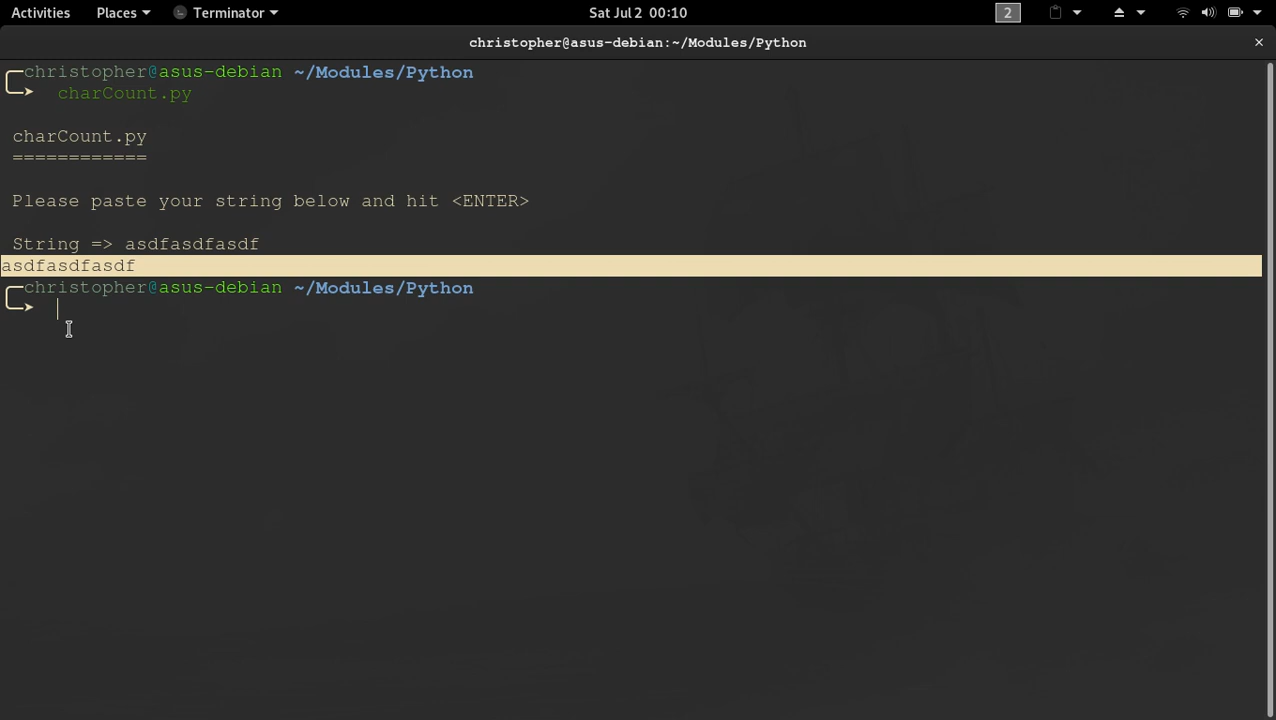 Activities Places Terminator Sat Jul 2 00:10 2
christopher@asus-debian:~/Modules/Python
christopher@asus-debian ~/Modules/Python
charCount.py
charCount.py
============
Please paste your string below and hit <ENTER>
String => asdfasdfasdf
asdfasdfasdf
christopher@asus-debian ~/Modules/Python